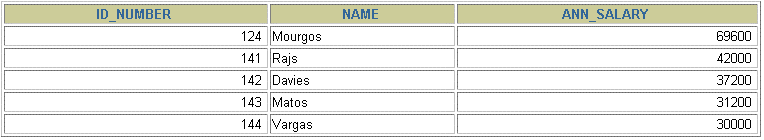 ID_NUMBER NAME ANN_SALARY
124 Mourgos 69600
141 Rajs 42000
142 Davies 37200
143 Matos 31200
144 Vargas 30000